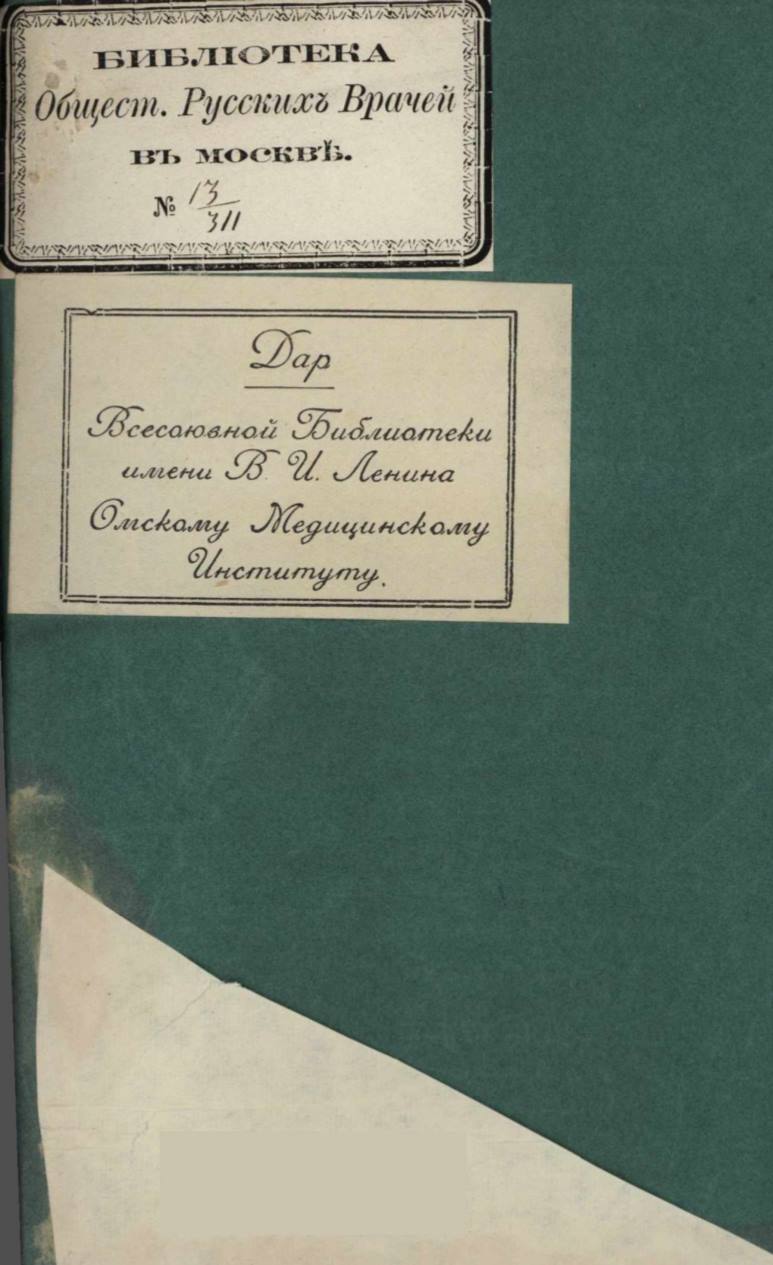 БИБЛІОТЕКА
Общест. Русскихъ Врачей
ВЪ МОСКВѢ.
№ 13/311
Дар
Всесоюзной Библиотеки
имени В. И. Ленина
Омскому Медицинскому
Институту.